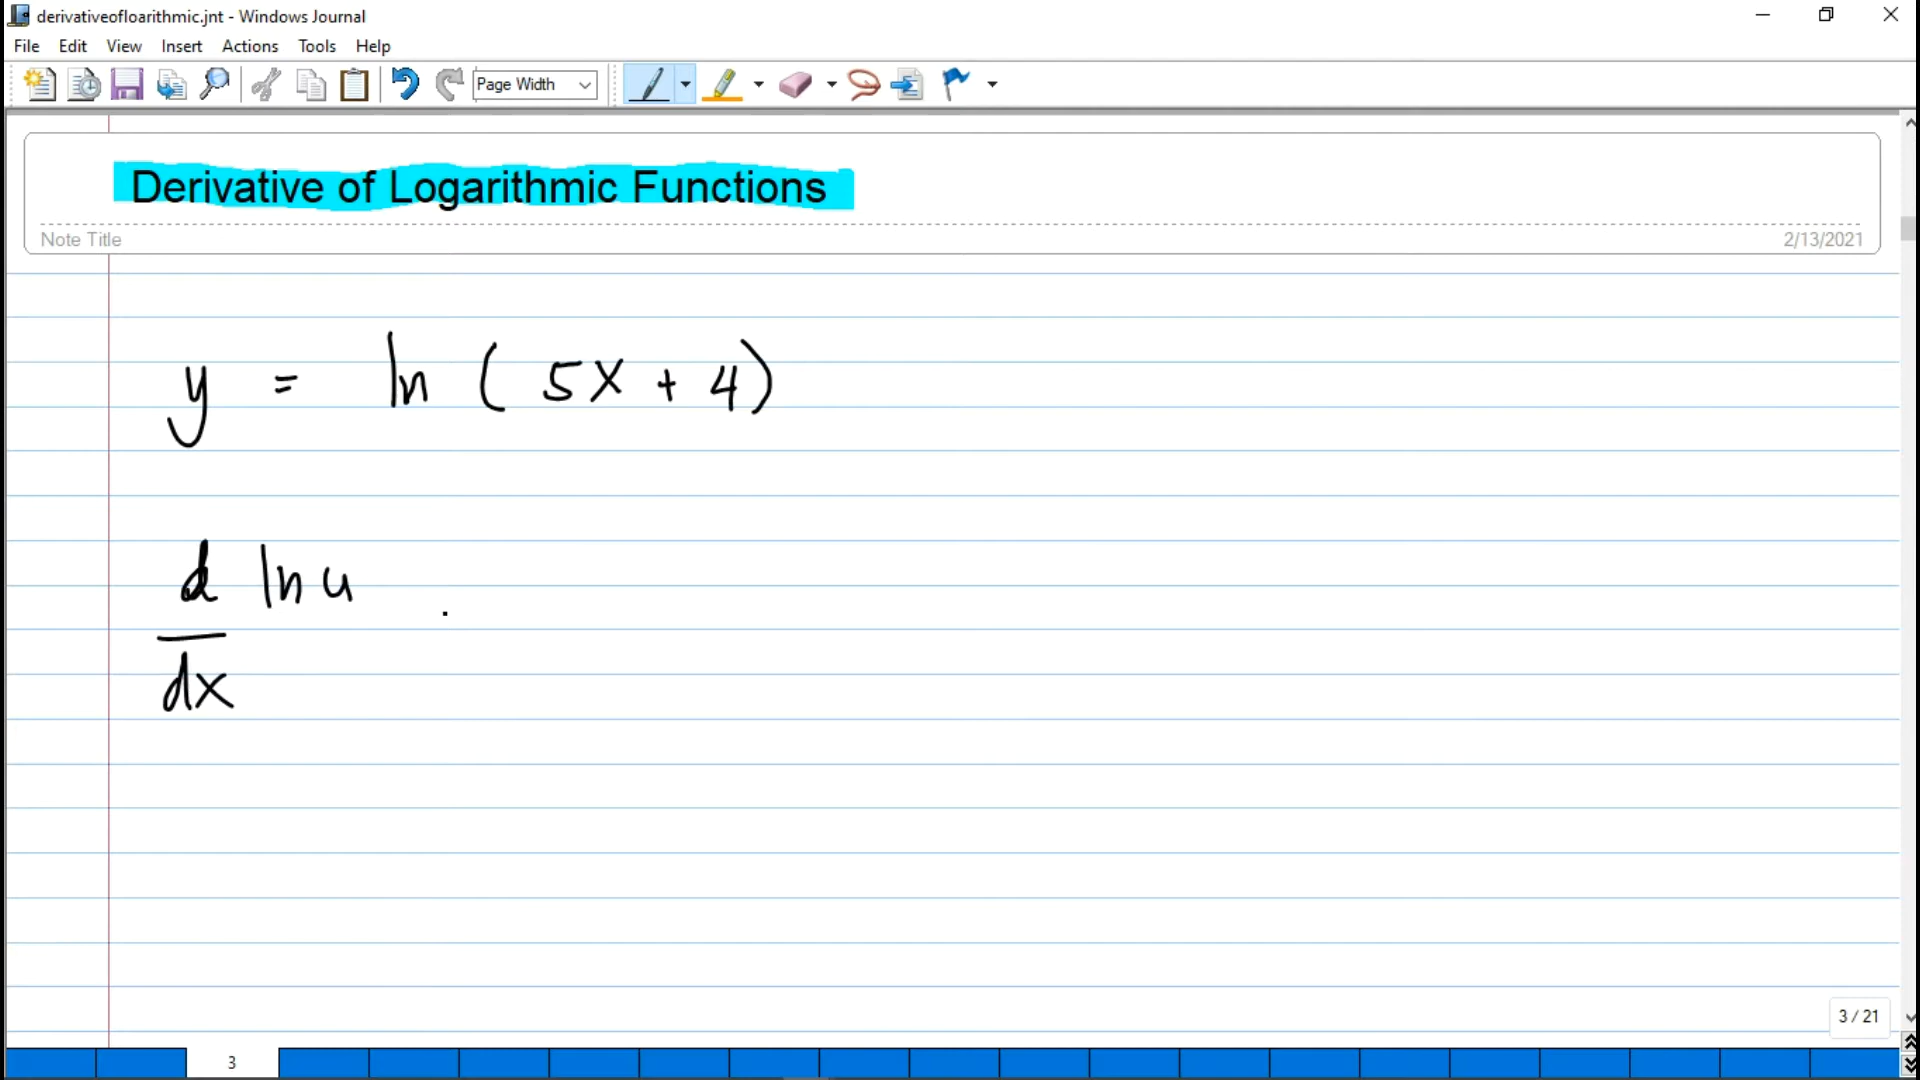 derivativeofloarithmic.jnt - Windows Journal
File Edit View Insert Actions Tools Help
Page Width
Derivative of Logarithmic Functions
Note Title 2/13/2021
y = ln ( 5x + 4)
d ln u
dx
3 / 21
3